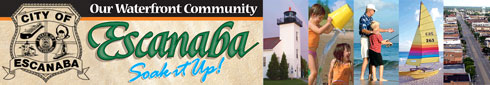 CITY OF
ESCANABA
Our Waterfront Community
Escanaba
Soak it Up!